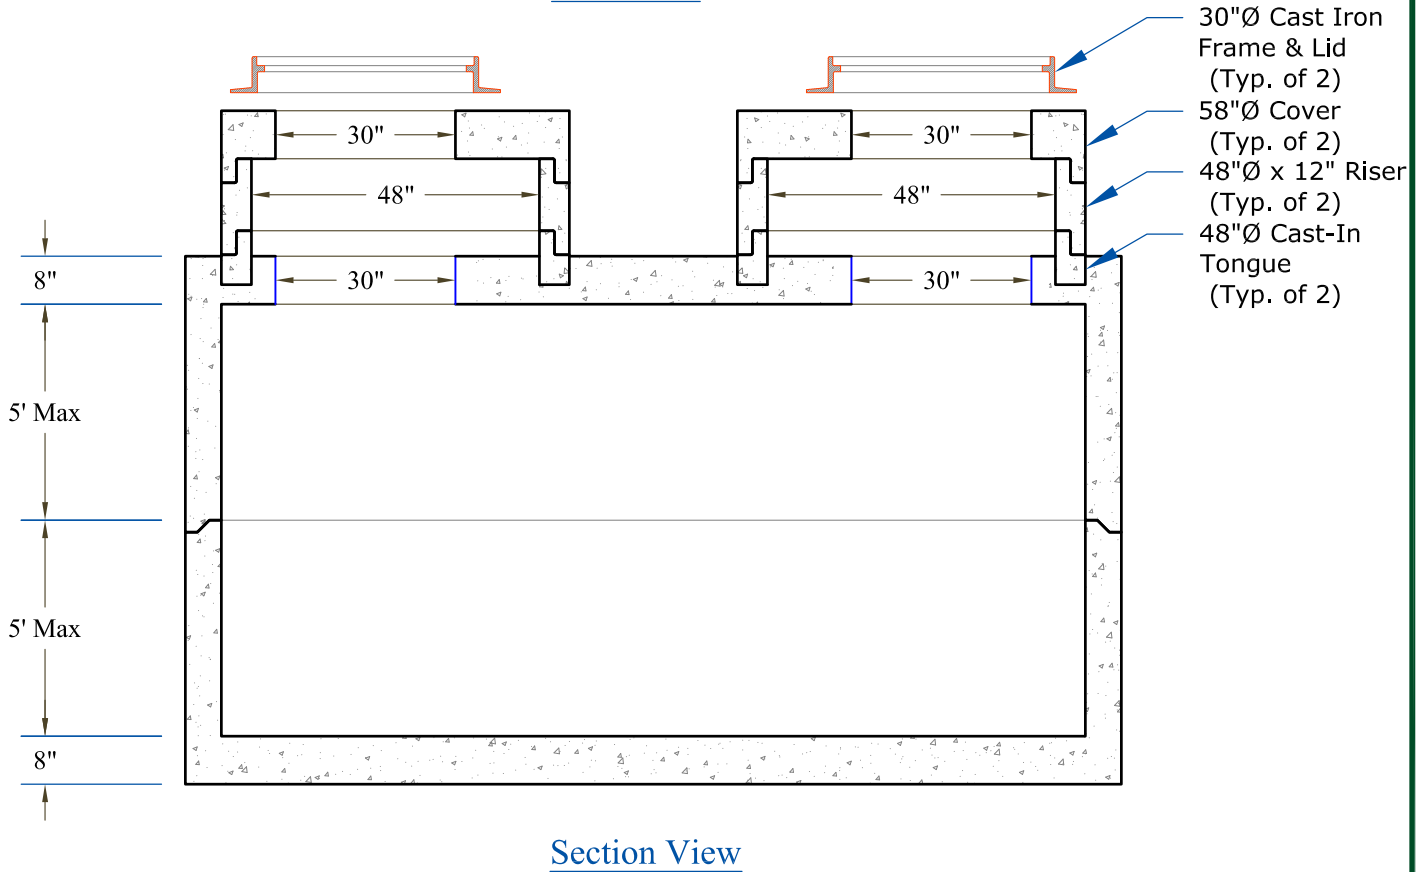 30"Ø Cast Iron
Frame & Lid
(Typ. of 2)
58"Ø Cover
(Typ. of 2)
48"Ø x 12" Riser
(Typ. of 2)
48"Ø Cast-In
Tongue
(Typ. of 2)
30"
30"
48"
48"
8"
30"
30"
5' Max
5' Max
8"
Section View